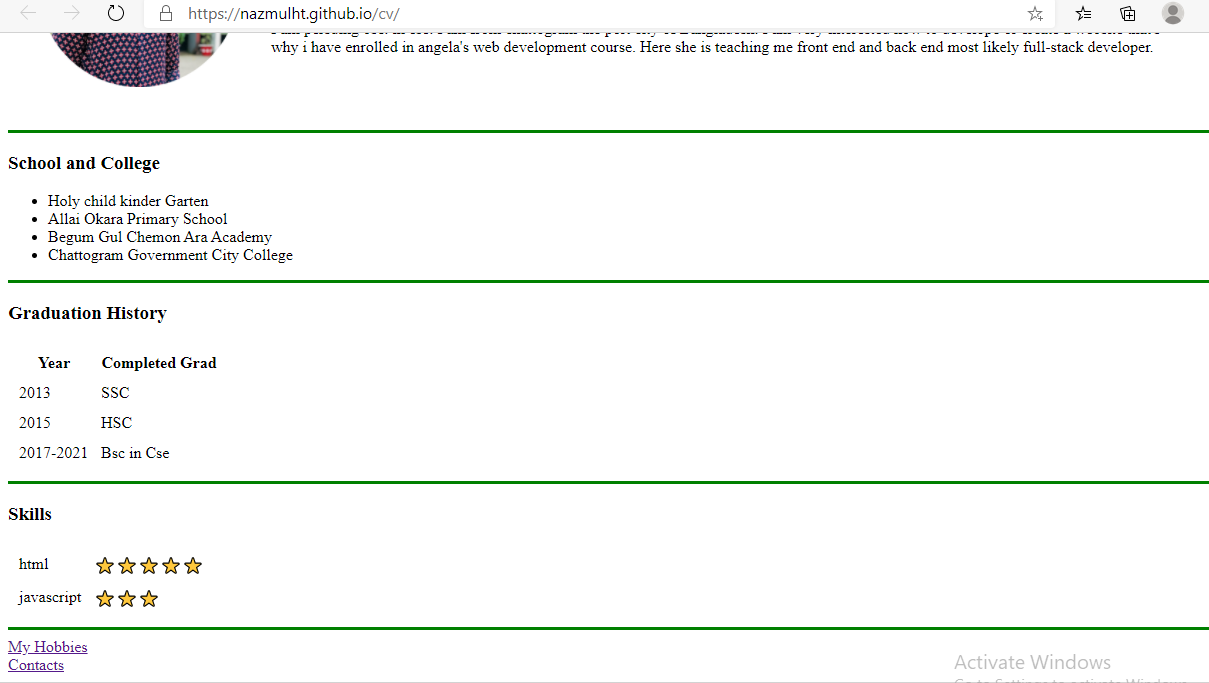 https://nazmulht.github.io/cv/
why i have enrolled in angela's web development course. Here she is teaching me front end and back end most likely full-stack developer.
School and College
Holy child kinder Garten
Allai Okara Primary School
Begum Gul Chemon Ara Academy
Chattogram Government City College
Graduation History
Year Completed Grad
2013 SSC
2015 HSC
2017-2021 Bsc in Cse
Skills
html
javascript
My Hobbies
Contacts
Activate Windows